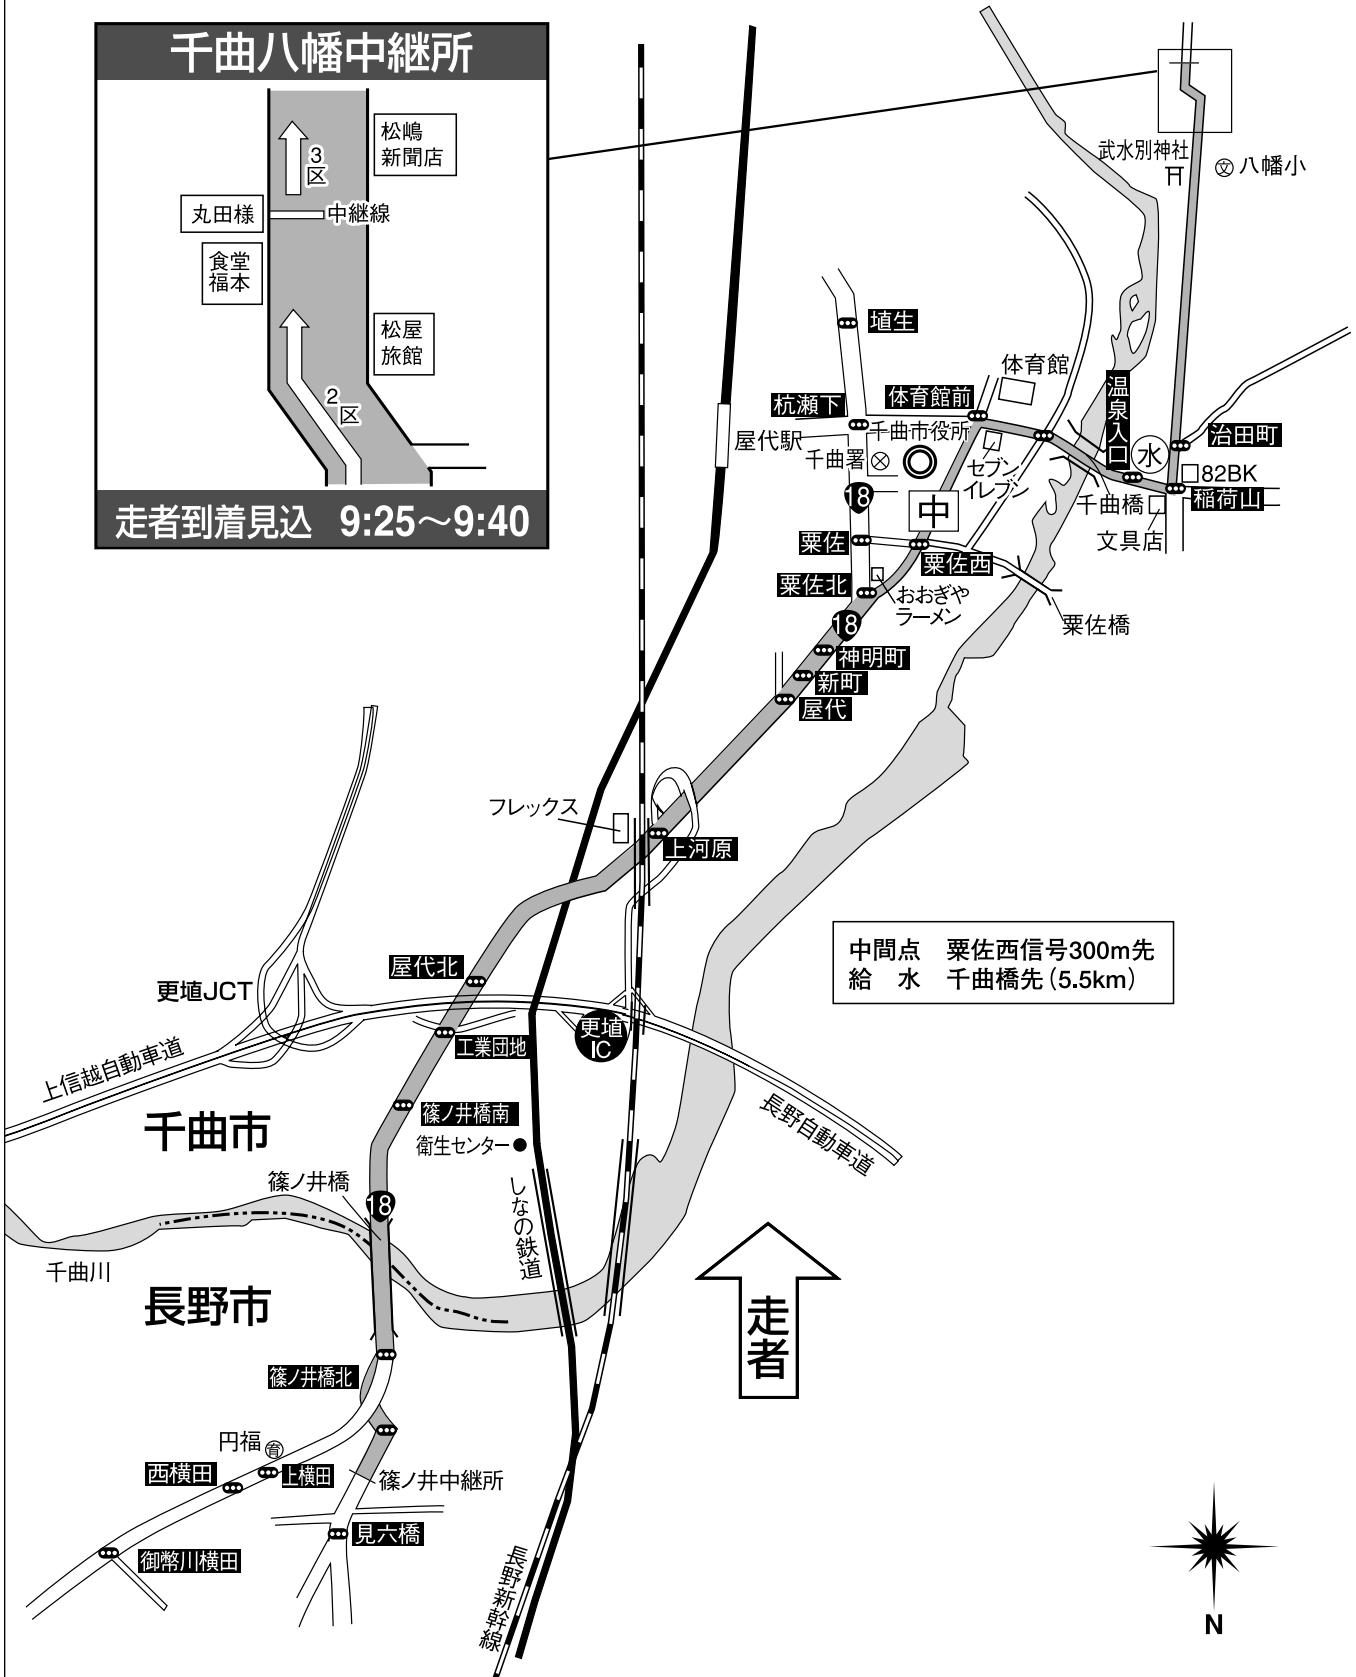 千曲八幡中継所
松嶋
新聞店
3
区
丸田様
中継線
食堂
福本
松屋
旅館
2
区
走者到着見込 9:25～9:40
武水別神社
文
八幡小
埴生
体育館
杭瀬下
体育館前
温泉入口
屋代駅
千曲市役所
千曲署
セブン
イレブン
水
治田町
82BK
稲荷山
千曲橋
文具店
18
中
粟佐
粟佐西
粟佐北
おおぎや
ラーメン
粟佐橋
18
神明町
新町
屋代
フレックス
上河原
中間点 粟佐西信号300m先
給 水 千曲橋先(5.5km)
屋代北
更埴JCT
工業団地
更埴
IC
上信越自動車道
千曲市
篠ノ井橋南
衛生センター
長野自動車道
篠ノ井橋
18
しなの鉄道
千曲川
長野市
走者
篠ノ井橋北
円福
育
西横田
上横田
篠ノ井中継所
見六橋
御幣川横田
長野新幹線
N